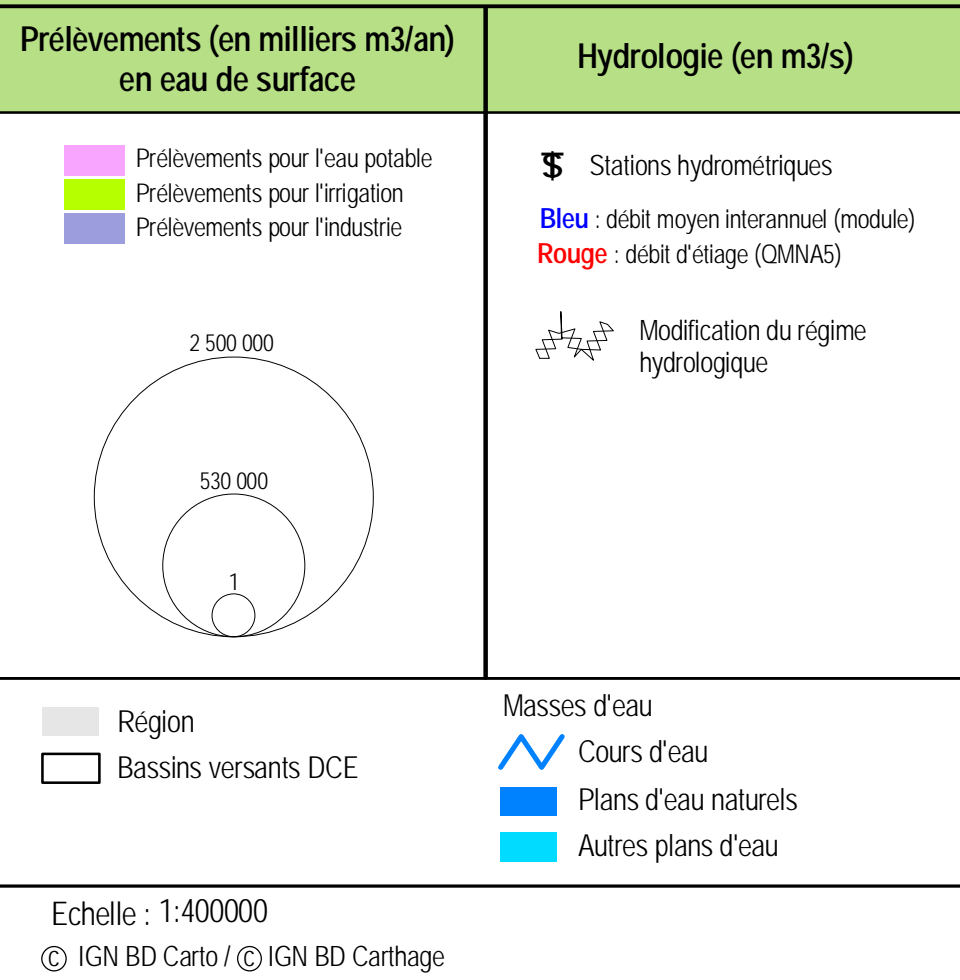 Prélèvements (en milliers m3/an)
en eau de surface
Prélèvements pour l'eau potable
Prélèvements pour l'irrigation
Prélèvements pour l'industrie
2 500 000
530 000
1
Hydrologie (en m3/s)
Stations hydrométriques
Bleu : débit moyen interannuel (module)
Rouge : débit d'étiage (QMNA5)
Modification du régime
hydrologique
Région
Bassins versants DCE
Masses d'eau
Cours d'eau
Plans d'eau naturels
Autres plans d'eau
Echelle : 1:400000
© IGN BD Carto / © IGN BD Carthage